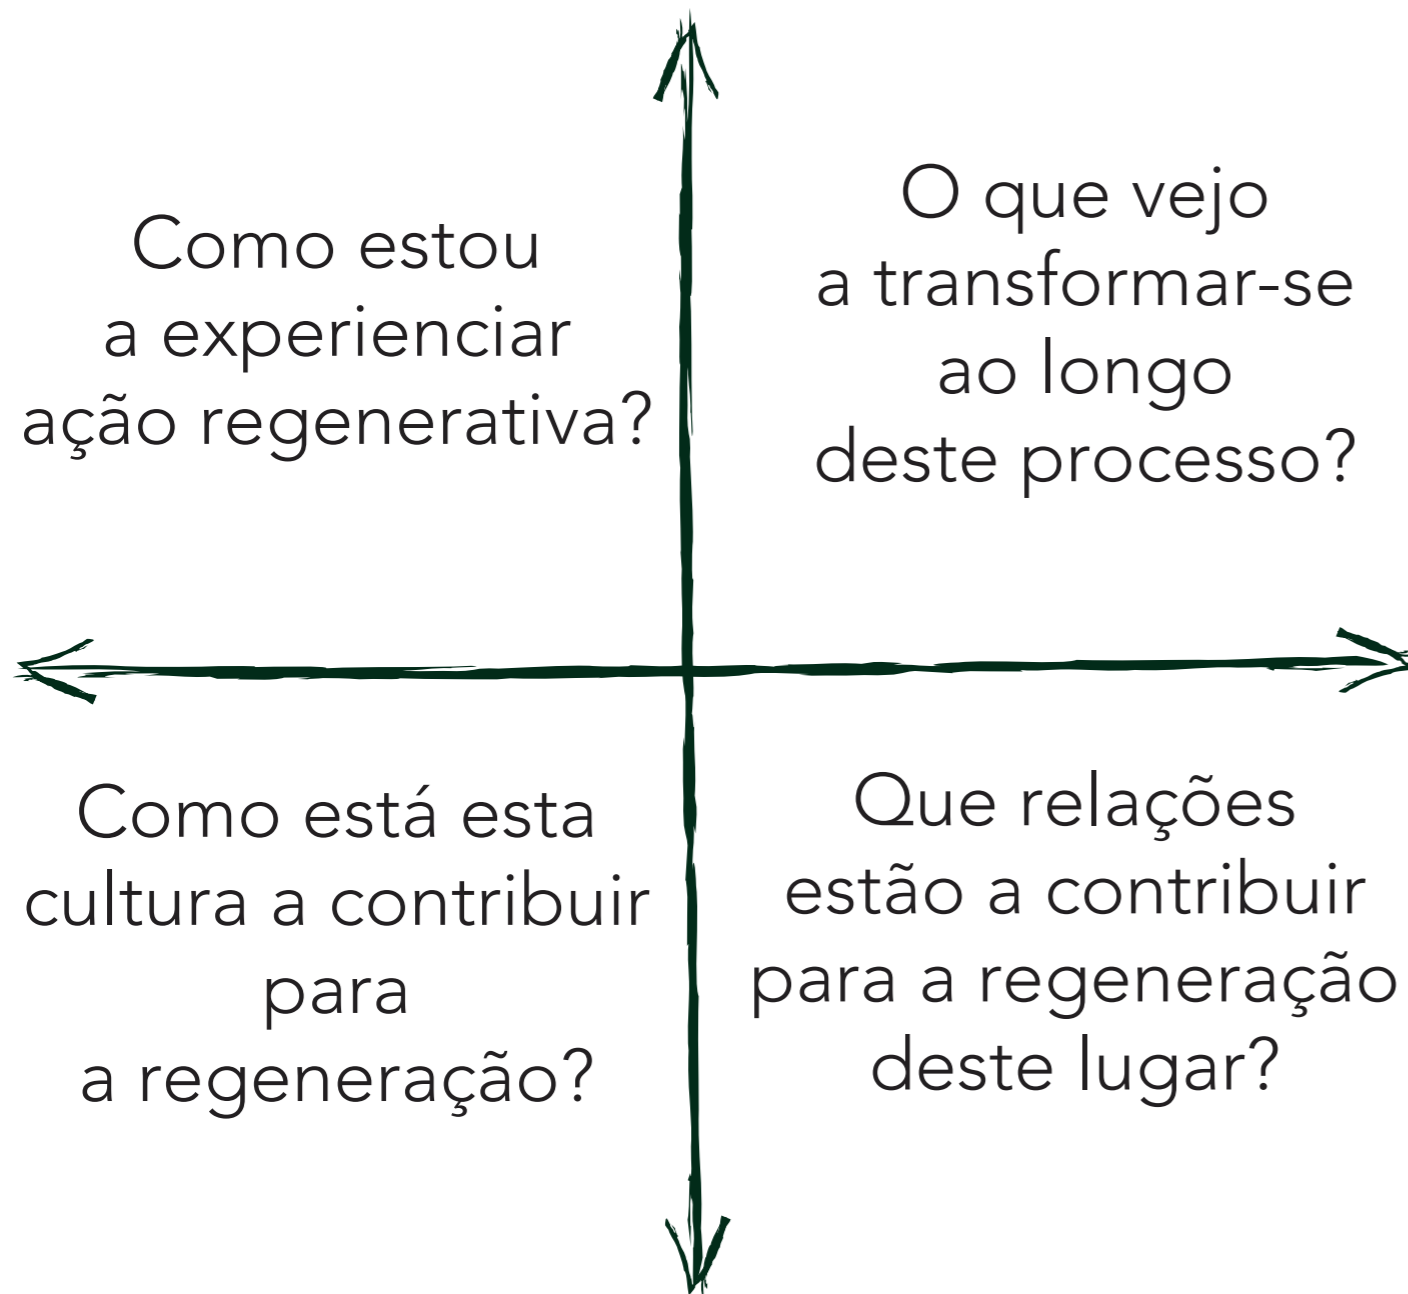 Como estou
a experienciar
ação regenerativa?
O que vejo
a transformar-se
ao longo
deste processo?
Como está esta
cultura a contribuir
para
a regeneração?
Que relações
estão a contribuir
para a regeneração
deste lugar?